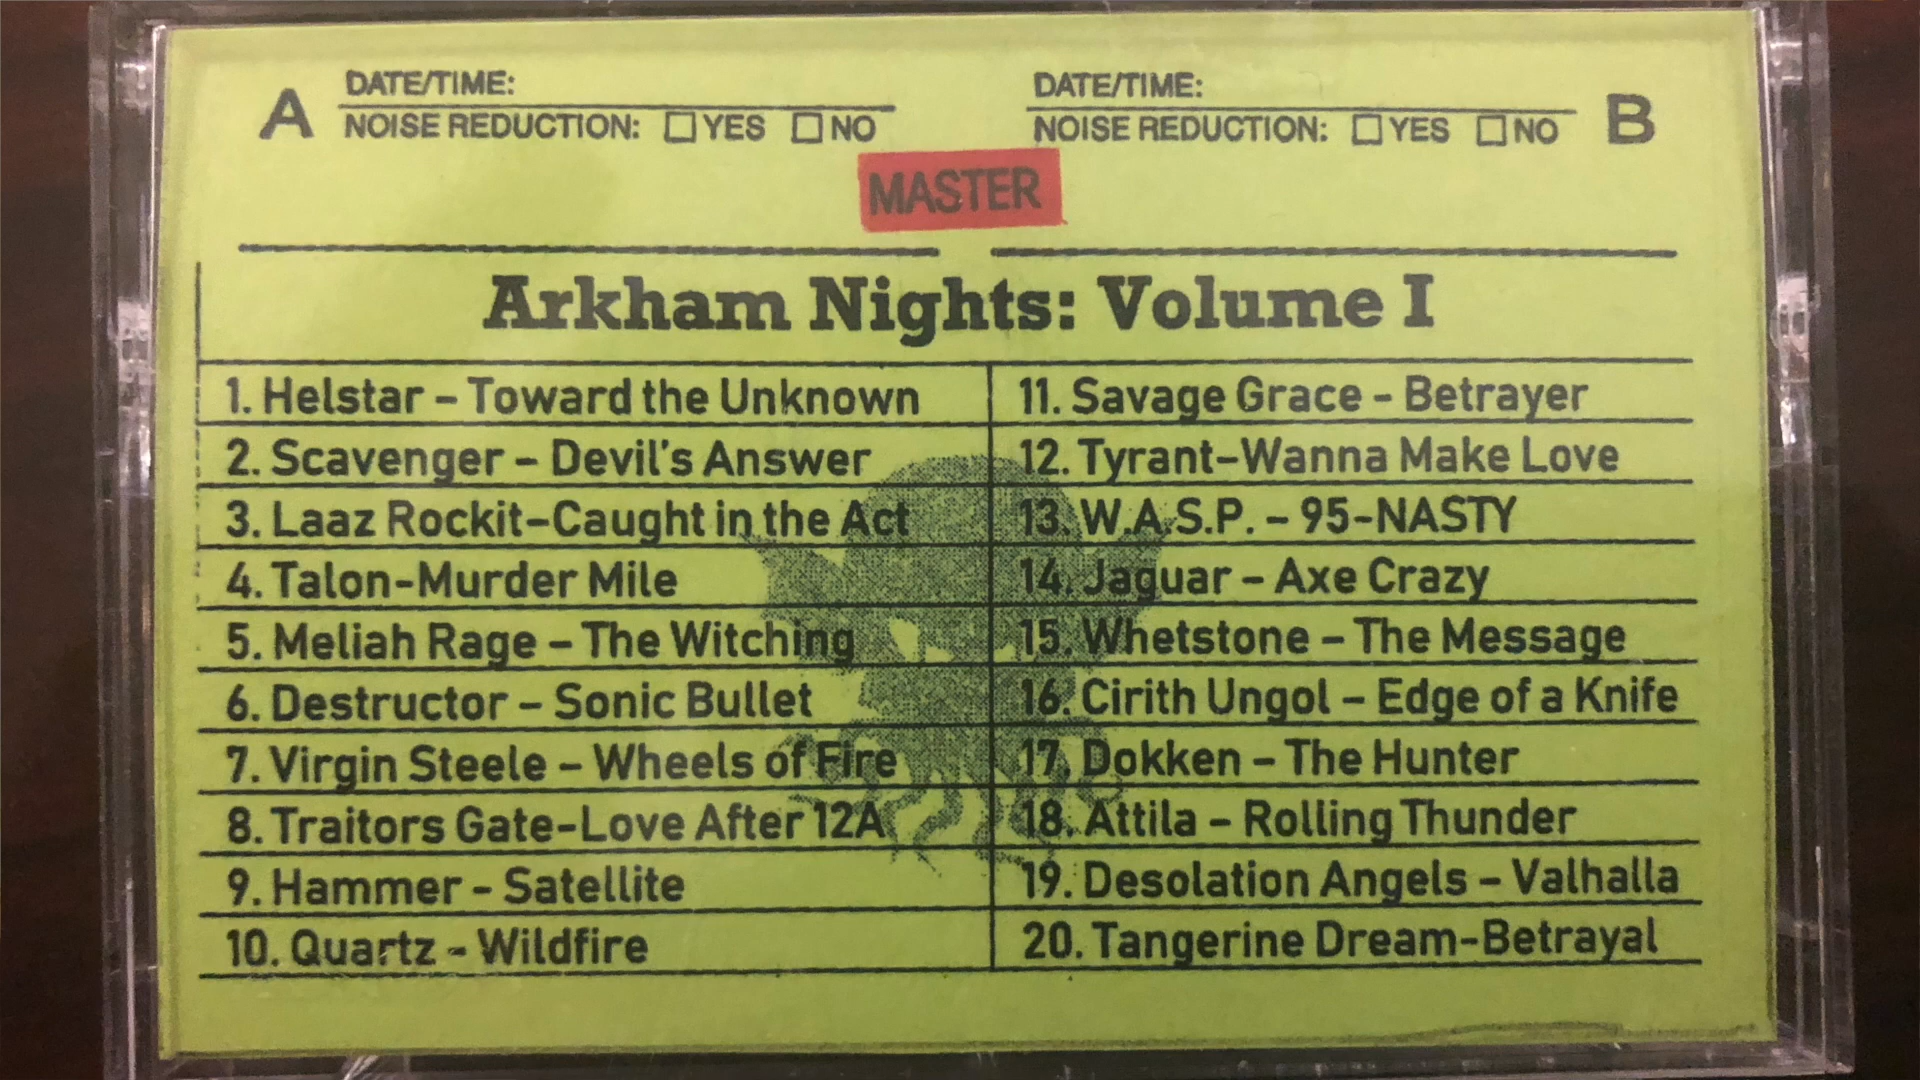 A
DATE/TIME:
NOISE REDUCTION: ☐ YES ☐ NO
DATE/TIME:
NOISE REDUCTION: ☐ YES ☐ NO
B
MASTER
Arkham Nights: Volume I
1. Helstar – Toward the Unknown
2. Scavenger – Devil's Answer
3. Laaz Rockit–Caught in the Act
4. Talon–Murder Mile
5. Meliah Rage – The Witching
6. Destructor – Sonic Bullet
7. Virgin Steele – Wheels of Fire
8. Traitors Gate–Love After 12A
9. Hammer – Satellite
10. Quartz – Wildfire
11. Savage Grace – Betrayer
12. Tyrant–Wanna Make Love
13. W.A.S.P. – 95-NASTY
14. Jaguar – Axe Crazy
15. Whetstone – The Message
16. Cirith Ungol – Edge of a Knife
17. Dokken – The Hunter
18. Attila – Rolling Thunder
19. Desolation Angels – Valhalla
20. Tangerine Dream–Betrayal